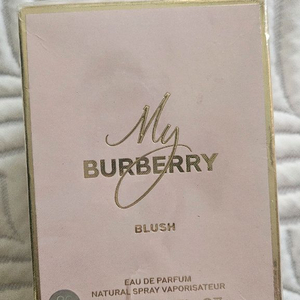 My
BURBERRY
BLUSH
EAU DE PARFUM
NATURAL SPRAY VAPORISATEUR